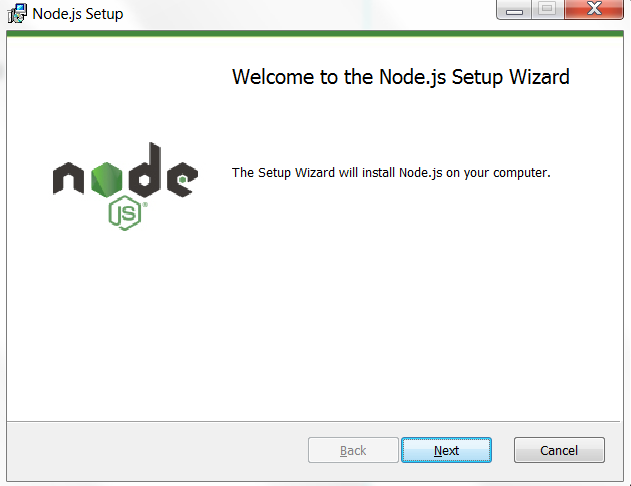 Node.js Setup
Welcome to the Node.js Setup Wizard
The Setup Wizard will install Node.js on your computer.
node
JS®
Back
Next
Cancel